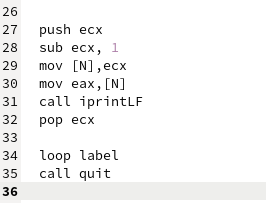 26
27 push ecx
28 sub ecx, 1
29 mov [N],ecx
30 mov eax,[N]
31 call iprintLF
32 pop ecx
33
34 loop label
35 call quit
36